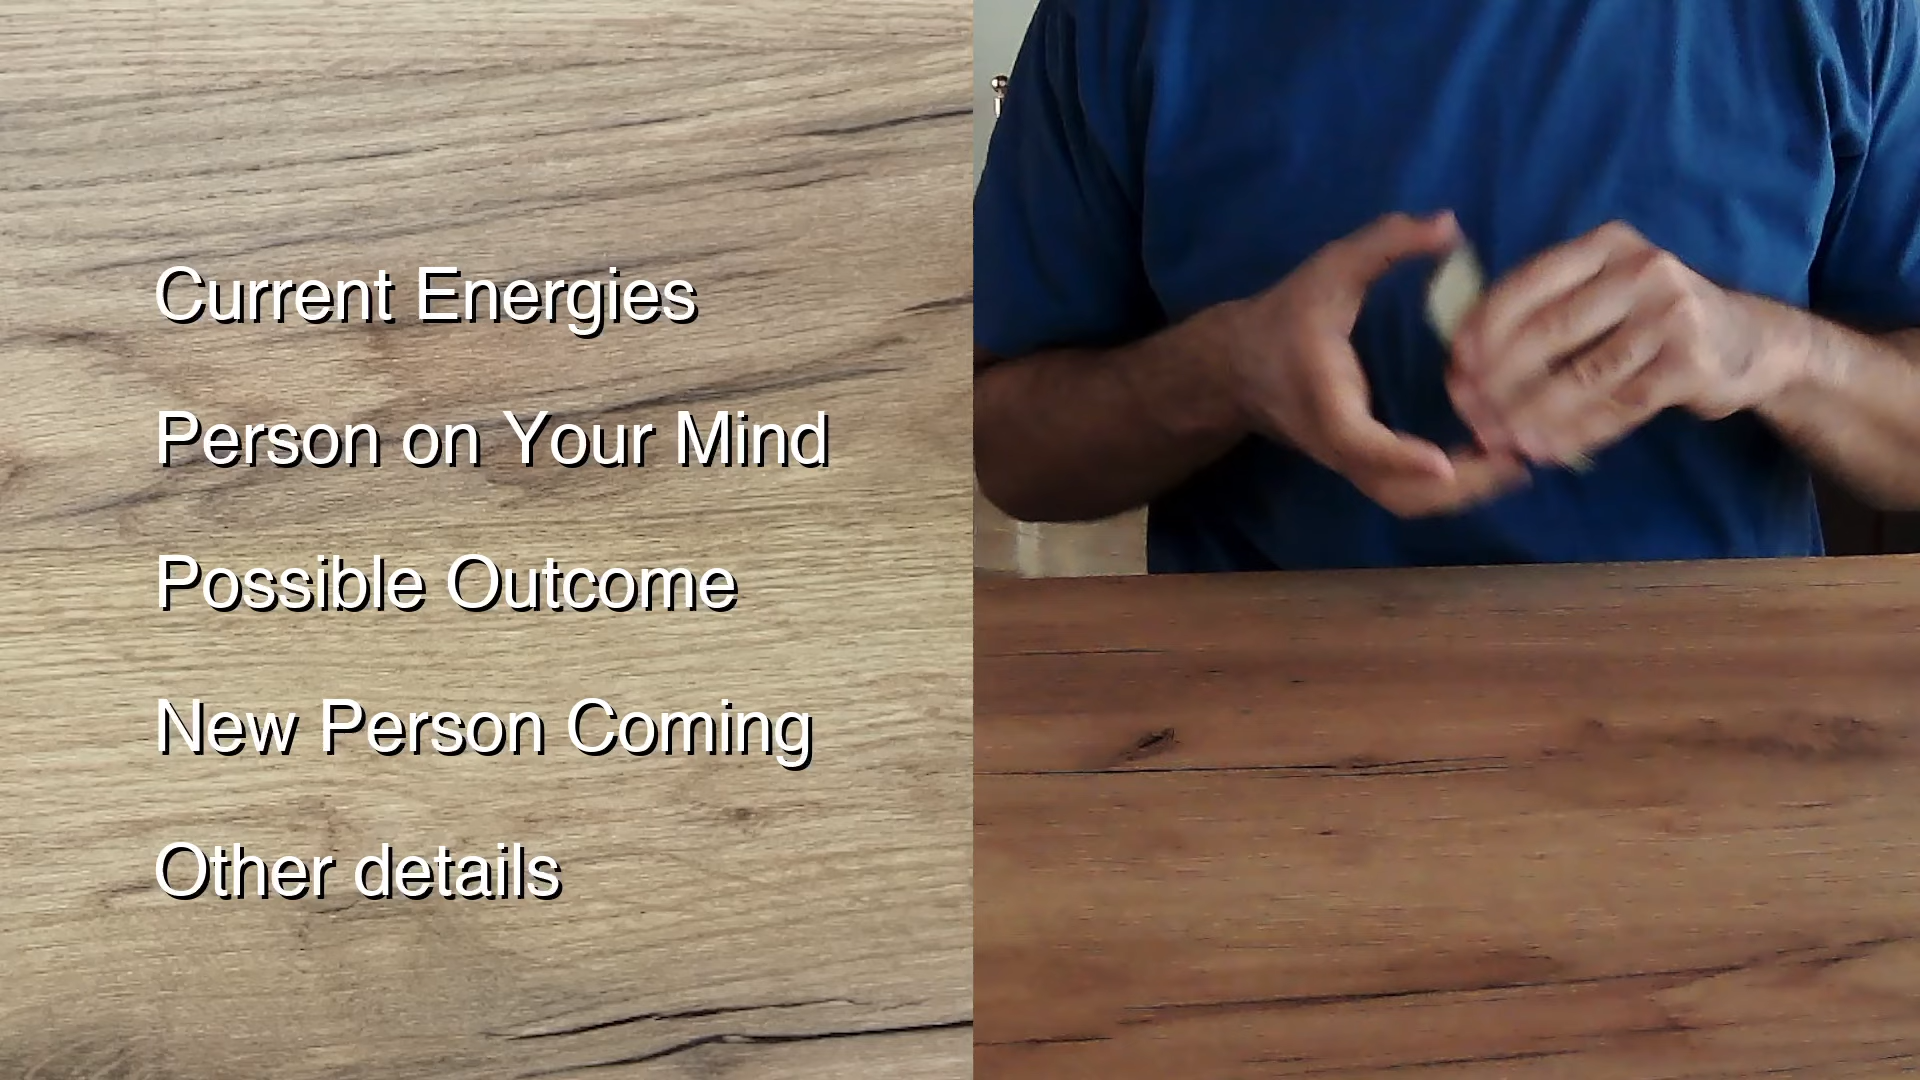 Current Energies
Person on Your Mind
Possible Outcome
New Person Coming
Other details